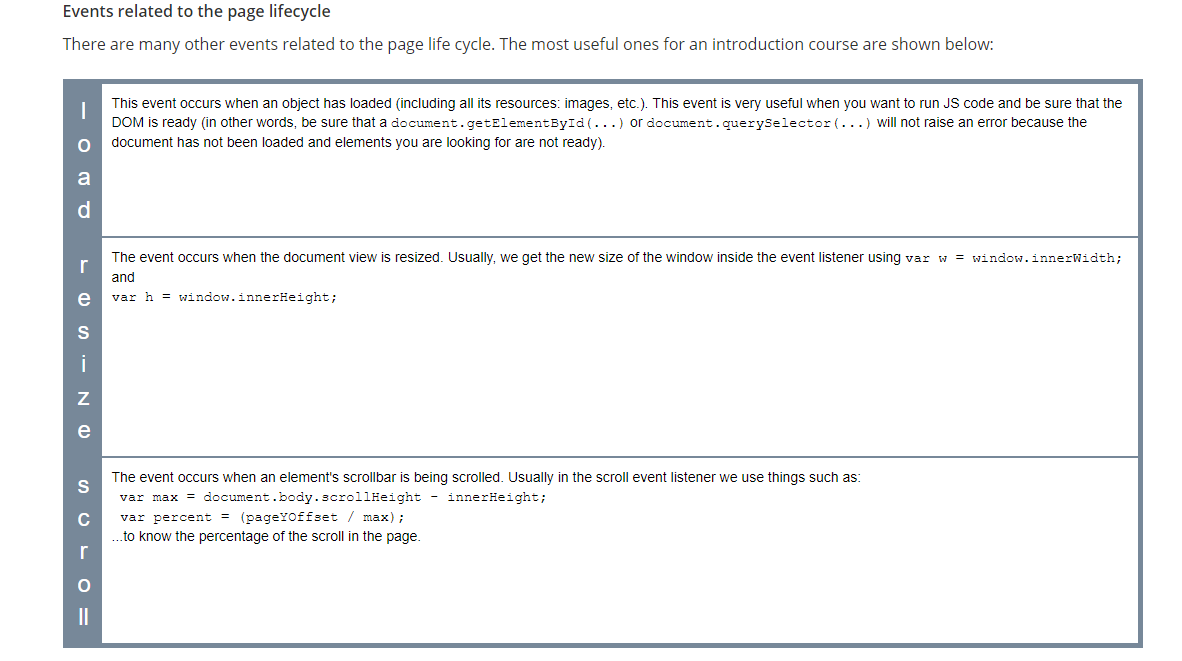 Events related to the page lifecycle
There are many other events related to the page life cycle. The most useful ones for an introduction course are shown below:
load
This event occurs when an object has loaded (including all its resources: images, etc.). This event is very useful when you want to run JS code and be sure that the
DOM is ready (in other words, be sure that a document.getElementById(...) or document.querySelector(...) will not raise an error because the
document has not been loaded and elements you are looking for are not ready).
resize
The event occurs when the document view is resized. Usually, we get the new size of the window inside the event listener using var w = window.innerWidth;
and
var h = window.innerHeight;
scroll
The event occurs when an element's scrollbar is being scrolled. Usually in the scroll event listener we use things such as:
var max = document.body.scrollHeight - innerHeight;
var percent = (pageYOffset / max);
...to know the percentage of the scroll in the page.